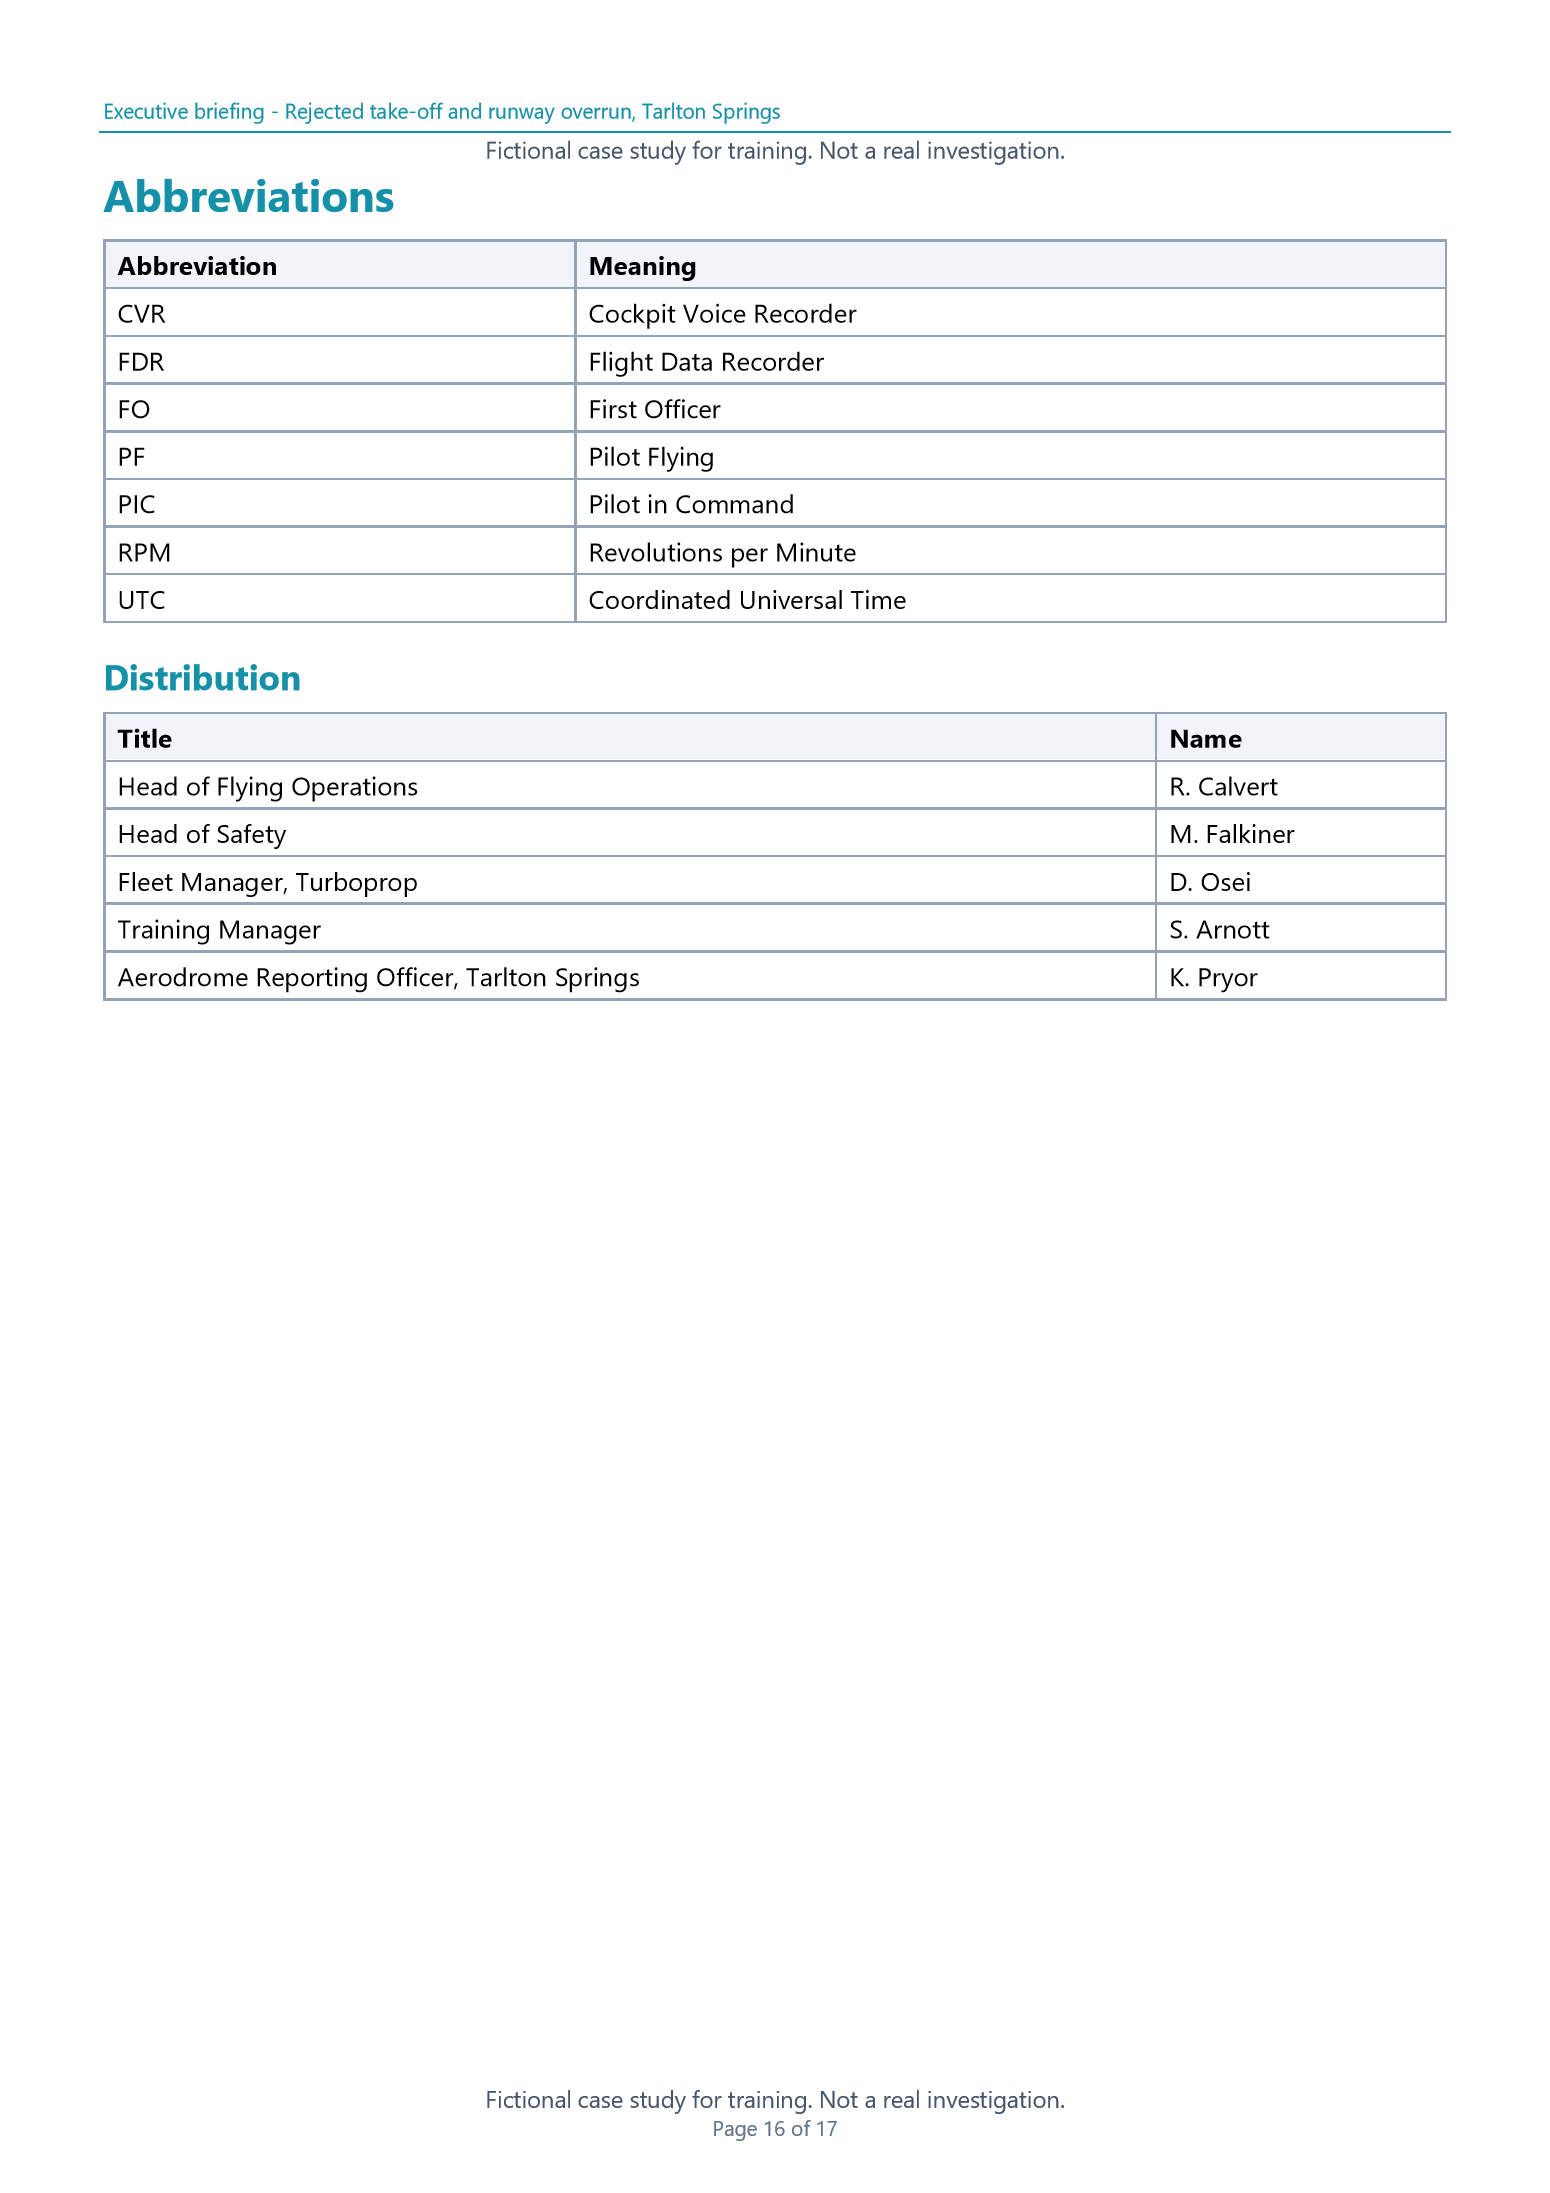 Executive briefing - Rejected take-off and runway overrun, Tarlton Springs
Fictional case study for training. Not a real investigation.
Abbreviations
Abbreviation Meaning
CVR Cockpit Voice Recorder
FDR Flight Data Recorder
FO First Officer
PF Pilot Flying
PIC Pilot in Command
RPM Revolutions per Minute
UTC Coordinated Universal Time
Distribution
Title Name
Head of Flying Operations R. Calvert
Head of Safety M. Falkiner
Fleet Manager, Turboprop D. Osei
Training Manager S. Arnott
Aerodrome Reporting Officer, Tarlton Springs K. Pryor
Fictional case study for training. Not a real investigation.
Page 16 of 17